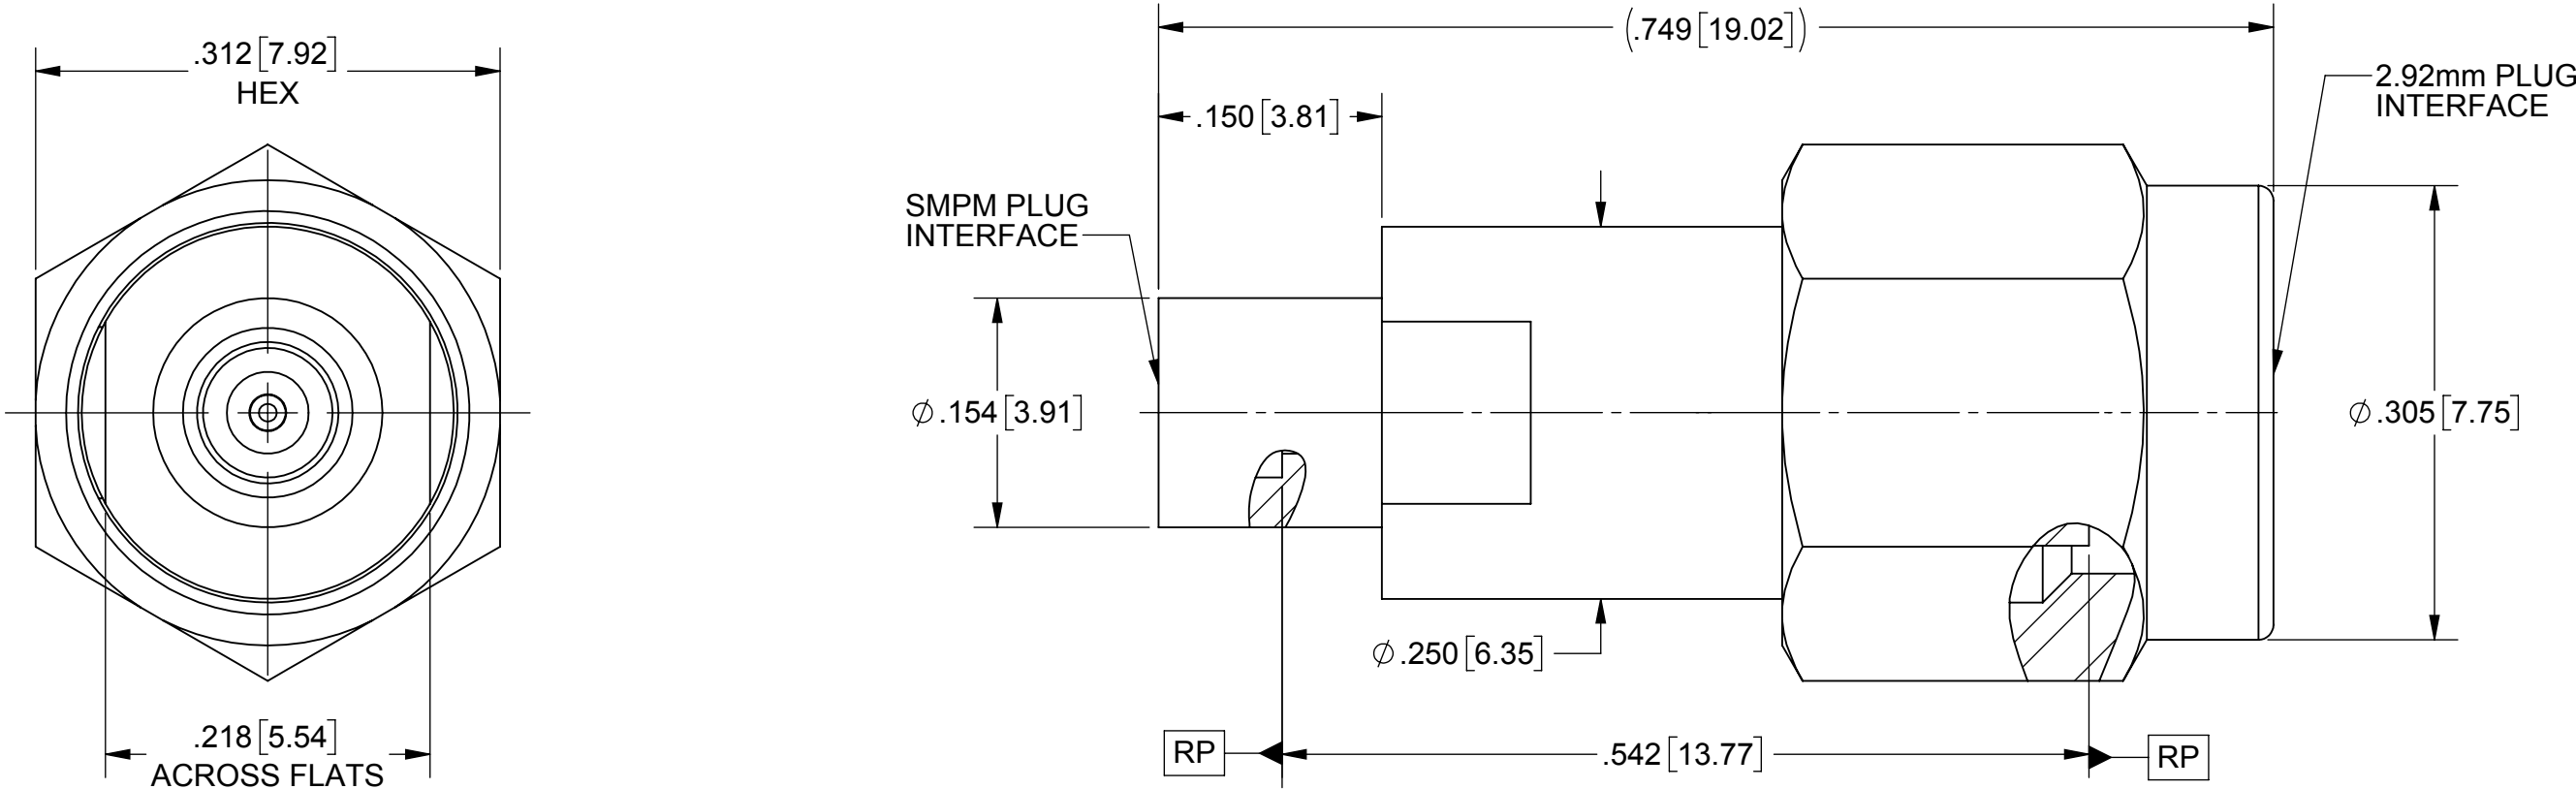 .312[7.92]
HEX
(.749[19.02])
.150[3.81]
2.92mm PLUG
INTERFACE
SMPM PLUG
INTERFACE
∅.154[3.91]
∅.305[7.75]
∅.250[6.35]
.218[5.54]
ACROSS FLATS
RP
.542[13.77]
RP